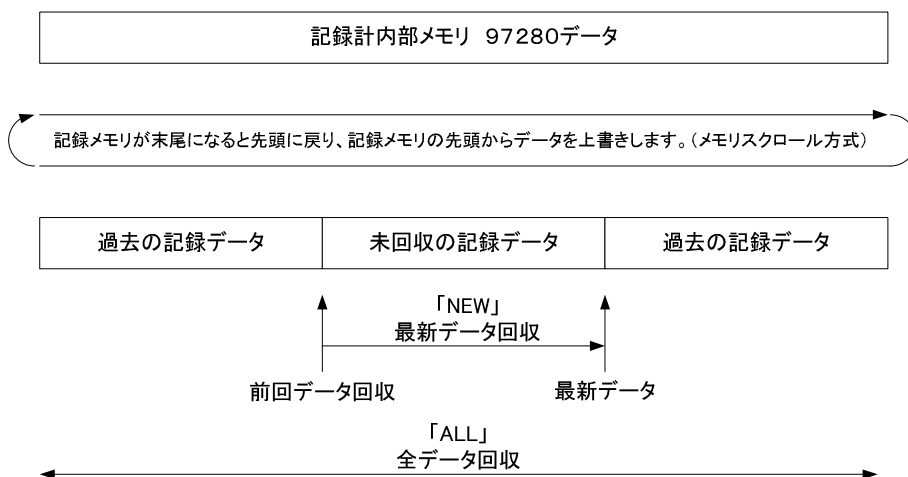 記録計内部メモリ 97280データ
記録メモリが末尾になると先頭に戻り、記録メモリの先頭からデータを上書きします。(メモリスクロール方式)
過去の記録データ 未回収の記録データ 過去の記録データ
「NEW」
最新データ回収
前回データ回収 最新データ
「ALL」
全データ回収